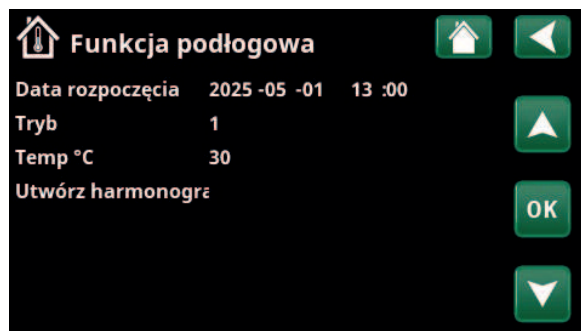 Funkcja podłogowa
Data rozpoczęcia 2025 -05 -01 13 :00
Tryb 1
Temp °C 30
Utwórz harmonogra
OK